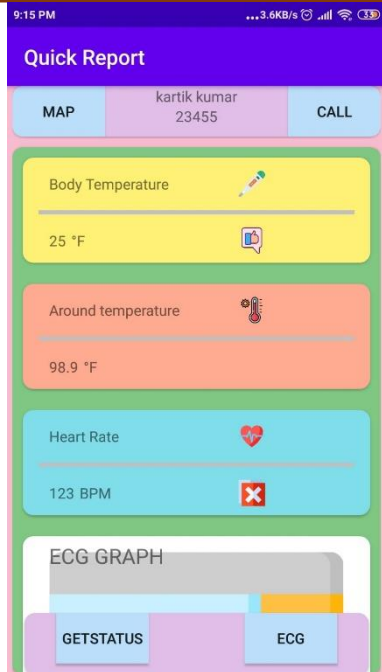 9:15 PM ...3.6KB/s 33
Quick Report
MAP
kartik kumar
23455
CALL
Body Temperature
25 °F
Around temperature
98.9 °F
Heart Rate
123 BPM
ECG GRAPH
GETSTATUS
ECG